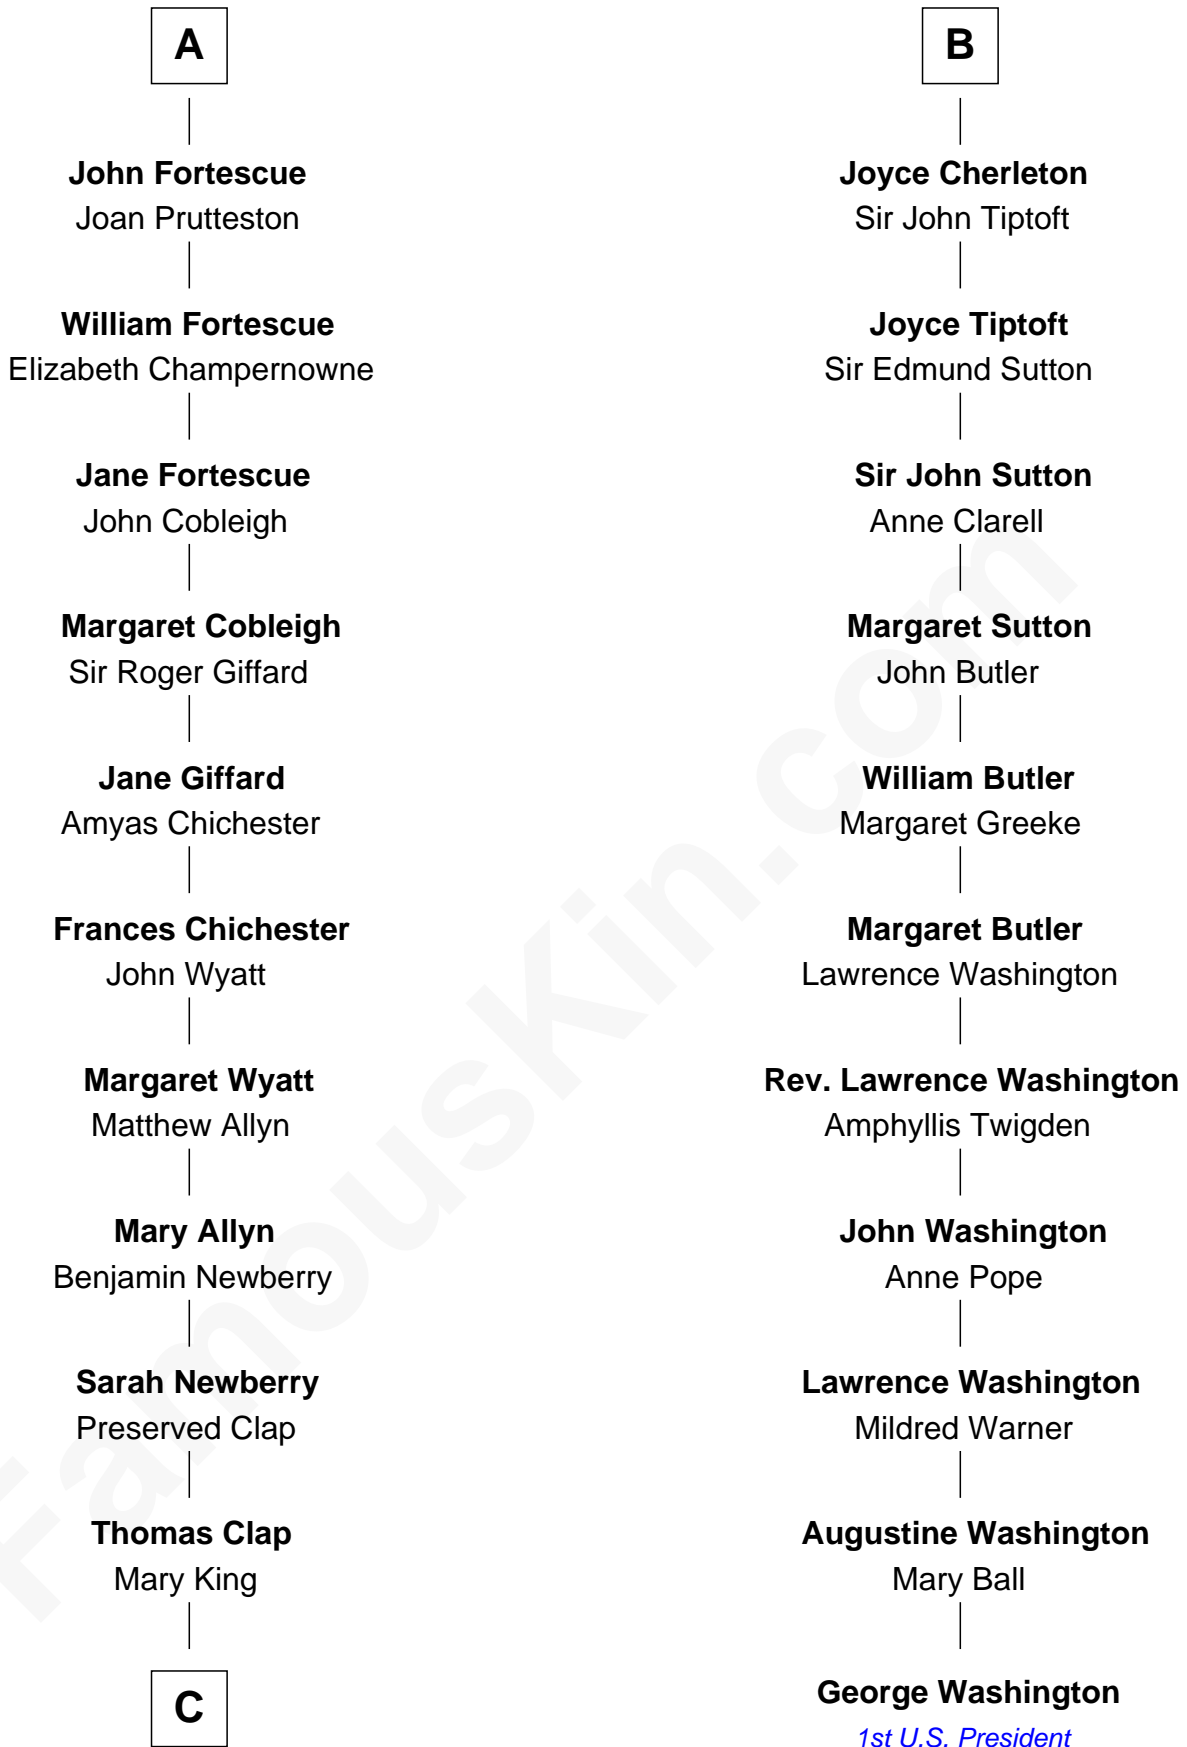 A
John Fortescue
Joan Prutteston
William Fortescue
Elizabeth Champernowne
Jane Fortescue
John Cobleigh
Margaret Cobleigh
Sir Roger Giffard
Jane Giffard
Amyas Chichester
Frances Chichester
John Wyatt
Margaret Wyatt
Matthew Allyn
Mary Allyn
Benjamin Newberry
Sarah Newberry
Preserved Clap
Thomas Clap
Mary King
C
B
Joyce Cherleton
Sir John Tiptoft
Joyce Tiptoft
Sir Edmund Sutton
Sir John Sutton
Anne Clarell
Margaret Sutton
John Butler
William Butler
Margaret Greeke
Margaret Butler
Lawrence Washington
Rev. Lawrence Washington
Amphyllis Twigden
John Washington
Anne Pope
Lawrence Washington
Mildred Warner
Augustine Washington
Mary Ball
George Washington
1st U.S. President
FamousKin.com